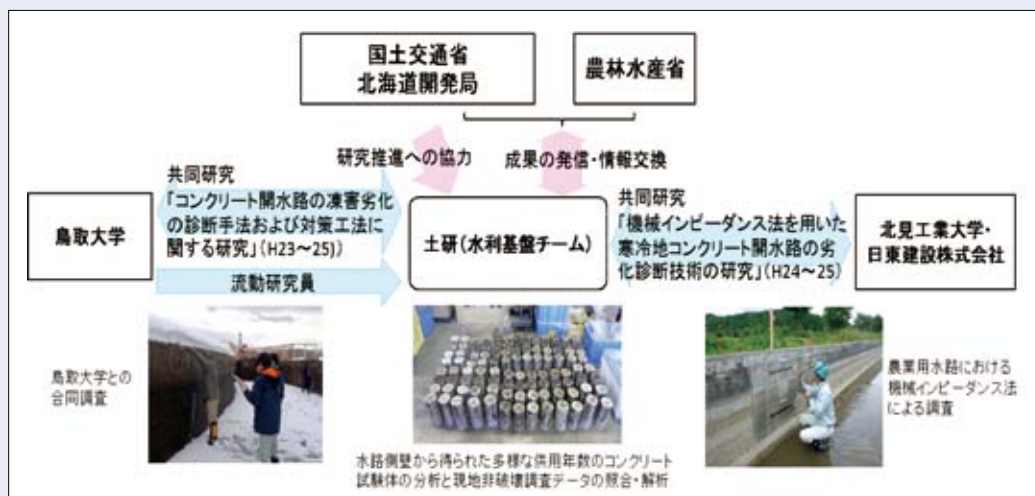 国土交通省
北海道開発局
農林水産省
研究推進への協力
成果の発信・情報交換
共同研究
「コンクリート開水路の凍害劣化
の診断手法および対策工法に
関する研究」(H23～25))
流動研究員
鳥取大学
土研(水利基盤チーム)
共同研究
「機械インピーダンス法を用いた
寒冷地コンクリート開水路の劣
化診断技術の研究」(H24～25)
北見工業大学・
日東建設株式会社
鳥取大学との
合同調査
水路側壁から得られた多様な供用年数のコンクリート
試験体の分析と現地非破壊調査データの照合・解析
農業用水路における
機械インピーダンス法
による調査